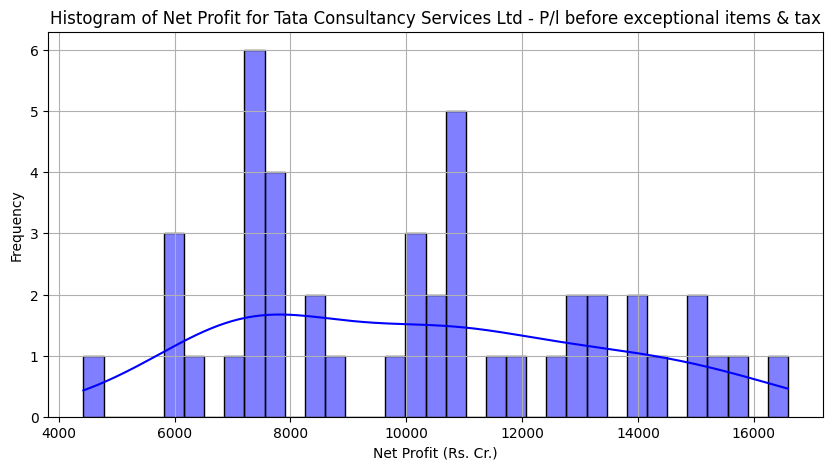 Histogram of Net Profit for Tata Consultancy Services Ltd - P/l before exceptional items & tax
6
5
4
3
2
1
0
Frequency
4000 6000 8000 10000 12000 14000 16000
Net Profit (Rs. Cr.)